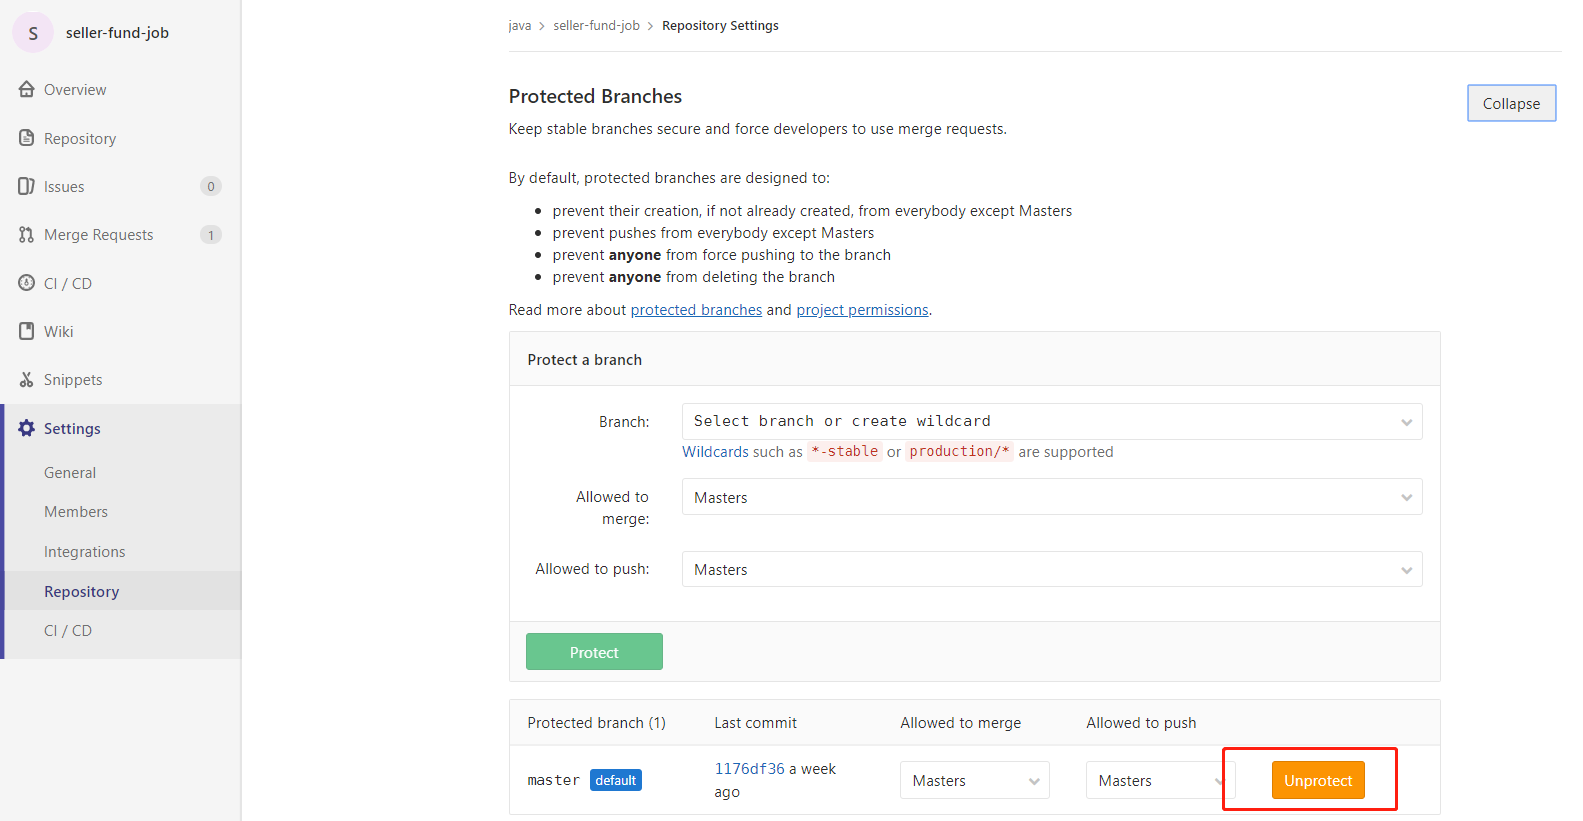 S seller-fund-job
Overview
Repository
Issues 0
Merge Requests 1
CI / CD
Wiki
Snippets
Settings
General
Members
Integrations
Repository
CI / CD
java > seller-fund-job > Repository Settings
Protected Branches
Collapse
Keep stable branches secure and force developers to use merge requests.
By default, protected branches are designed to:
• prevent their creation, if not already created, from everybody except Masters
• prevent pushes from everybody except Masters
• prevent anyone from force pushing to the branch
• prevent anyone from deleting the branch
Read more about protected branches and project permissions.
Protect a branch
Branch: Select branch or create wildcard
Wildcards such as *-stable or production/* are supported
Allowed to
merge:
Masters
Allowed to push: Masters
Protect
Protected branch (1) Last commit Allowed to merge Allowed to push
master default 1176df36 a week
ago
Masters Masters Unprotect